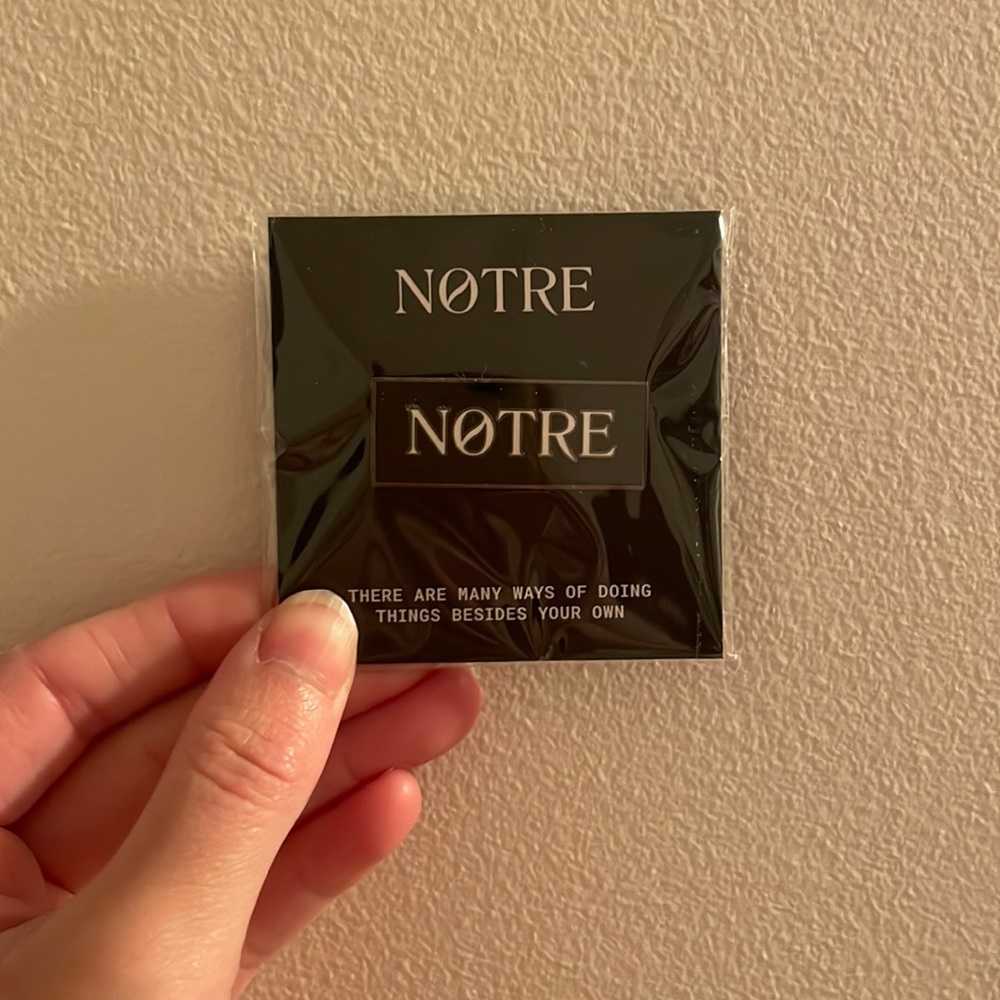 NØTRE
NØTRE
THERE ARE MANY WAYS OF DOING
THINGS BESIDES YOUR OWN